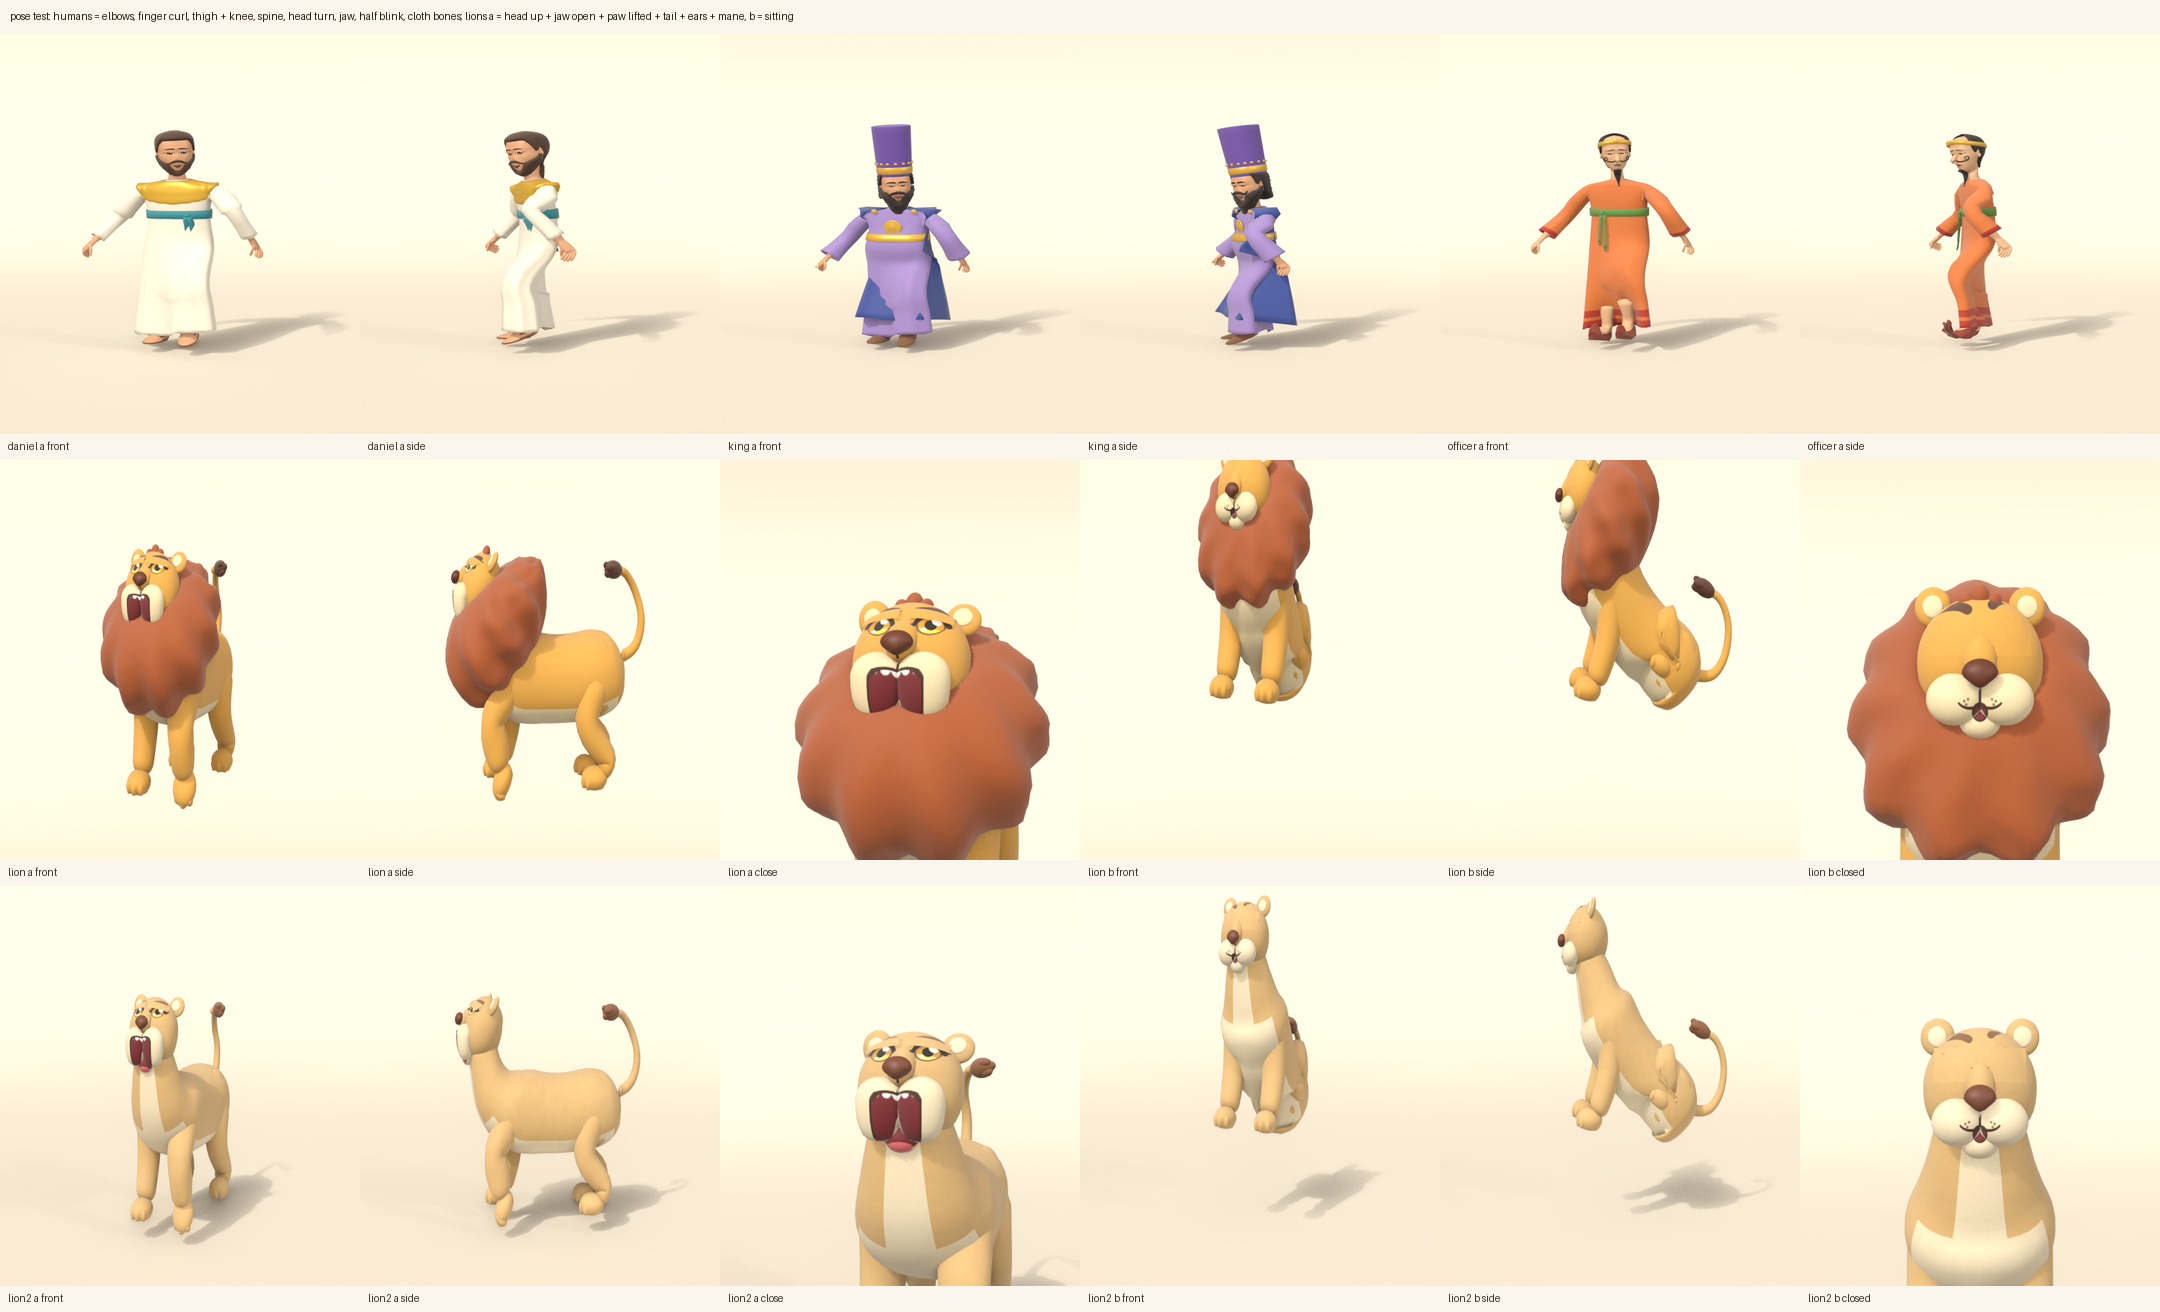 pose test: humans = elbows, finger curl, thigh + knee, spine, head turn, jaw, half blink, cloth bones; lions a = head up + jaw open + paw lifted + tail + ears + mane, b = sitting
daniel a front
daniel a side
king a front
king a side
officer a front
officer a side
lion a front
lion a side
lion a close
lion b front
lion b side
lion b closed
lion2 a front
lion2 a side
lion2 a close
lion2 b front
lion2 b side
lion2 b closed